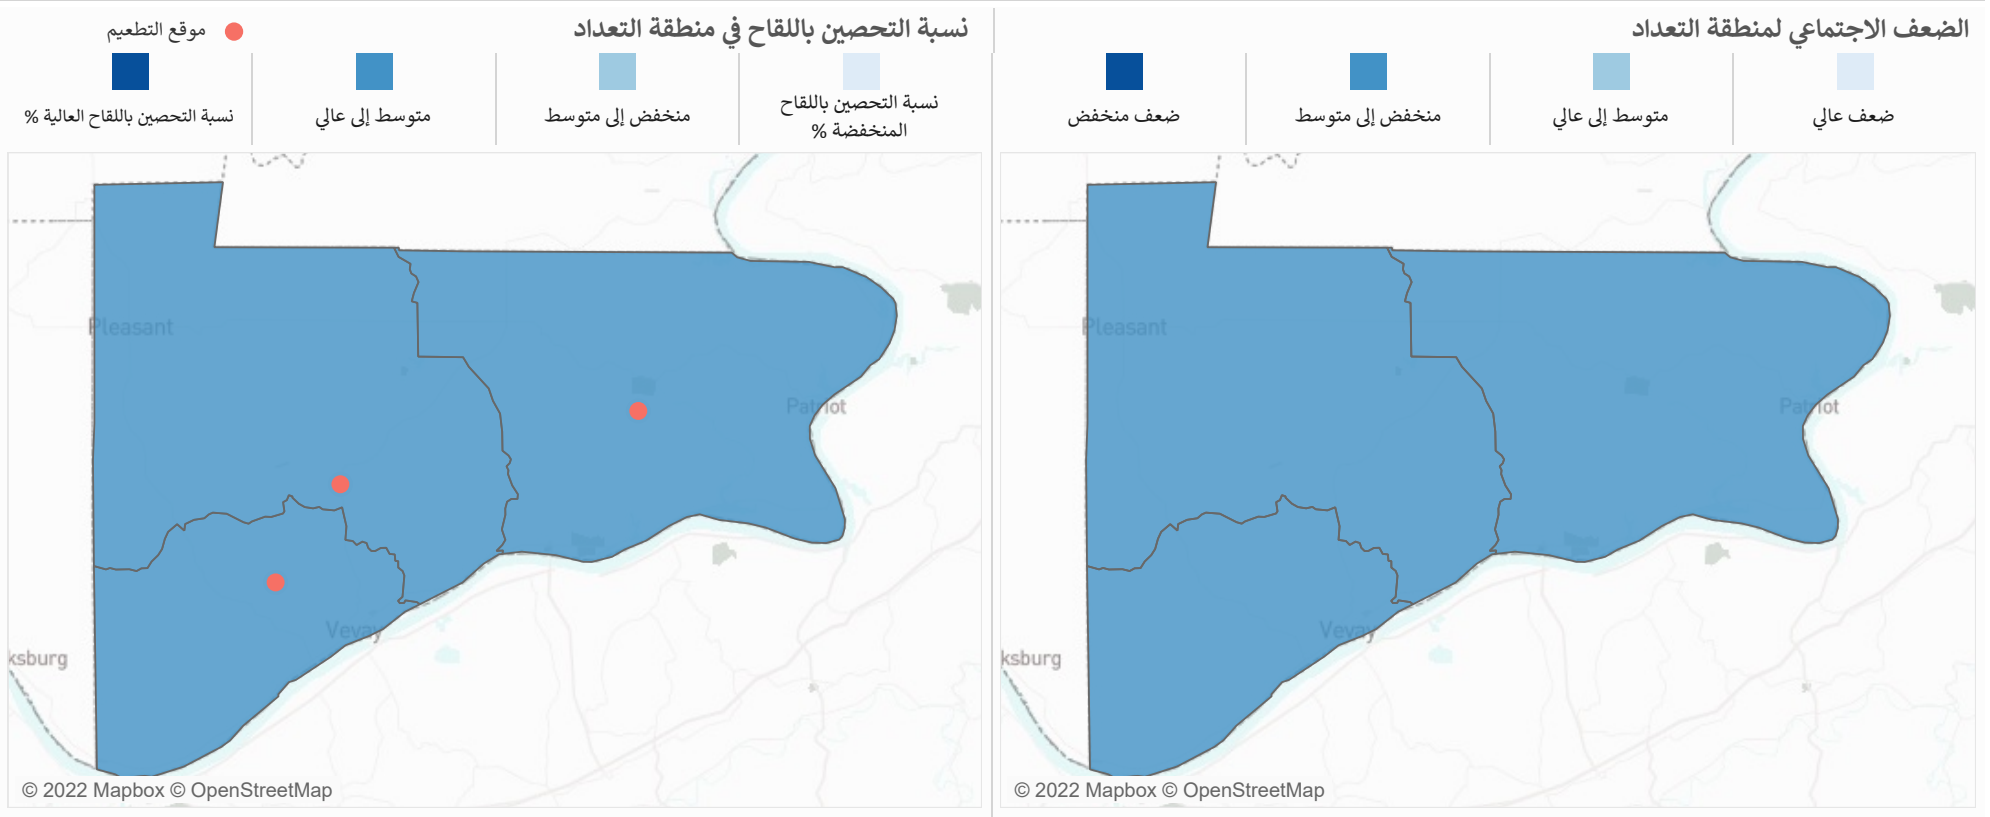 الضعف الاجتماعي لمنطقة التعداد
ضعف عالي
متوسط إلى عالي
منخفض إلى متوسط
ضعف منخفض
Pleasant
Patriot
Vevay
ksburg
© 2022 Mapbox © OpenStreetMap
نسبة التحصين باللقاح في منطقة التعداد
موقع التطعيم
نسبة التحصين باللقاح
المنخفضة %
منخفض إلى متوسط
متوسط إلى عالي
نسبة التحصين باللقاح العالية %
Pleasant
Patriot
Vevay
ksburg
© 2022 Mapbox © OpenStreetMap